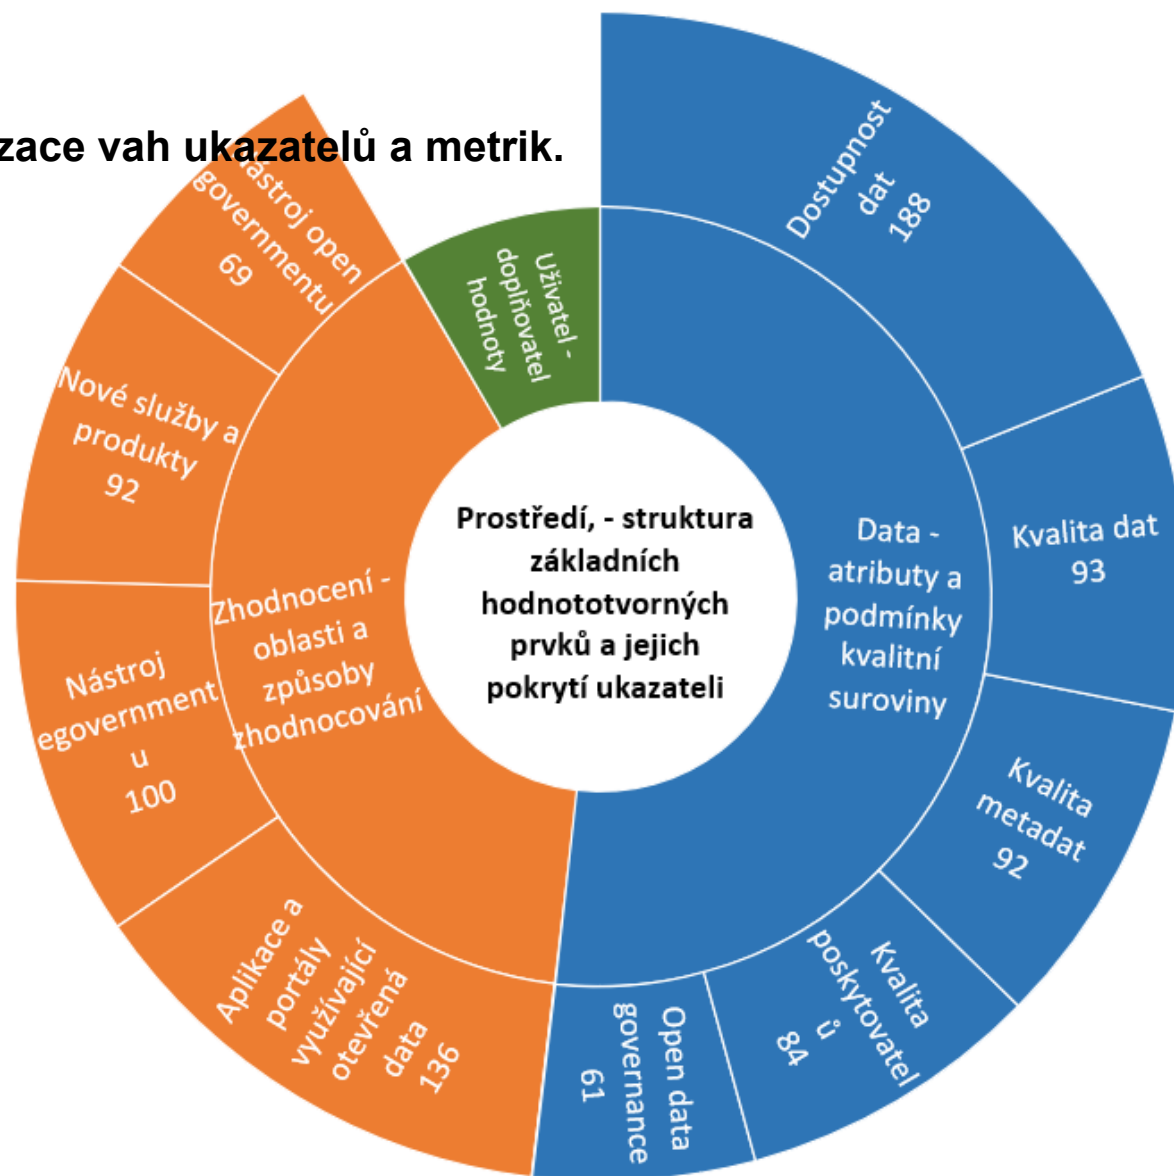 zace vah ukazatelů a metrik.
Dostupnost
dat
188
Kvalita dat
93
Kvalita
metadat
92
Kvalita
poskytovatel
ů
84
Open data
governance
61
Aplikace a
portály
využívající
otevřená
data
136
Nástroj
egovernment
u
100
Nové služby a
produkty
92
Nástroj open
governmentu
69
Uživatel -
doplňovatel
hodnoty
Data -
atributy a
podmínky
kvalitní
suroviny
Zhodnocení -
oblasti a
způsoby
zhodnocování
Prostředí, - struktura
základních
hodnototvorných
prvků a jejich
pokrytí ukazateli